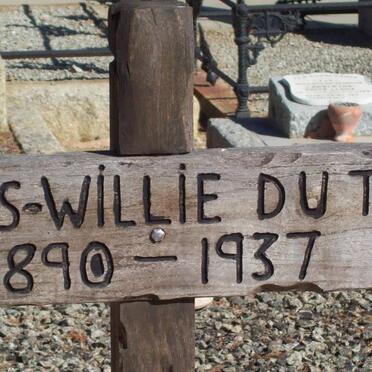 S-WILLIE DU T
890 – 1937